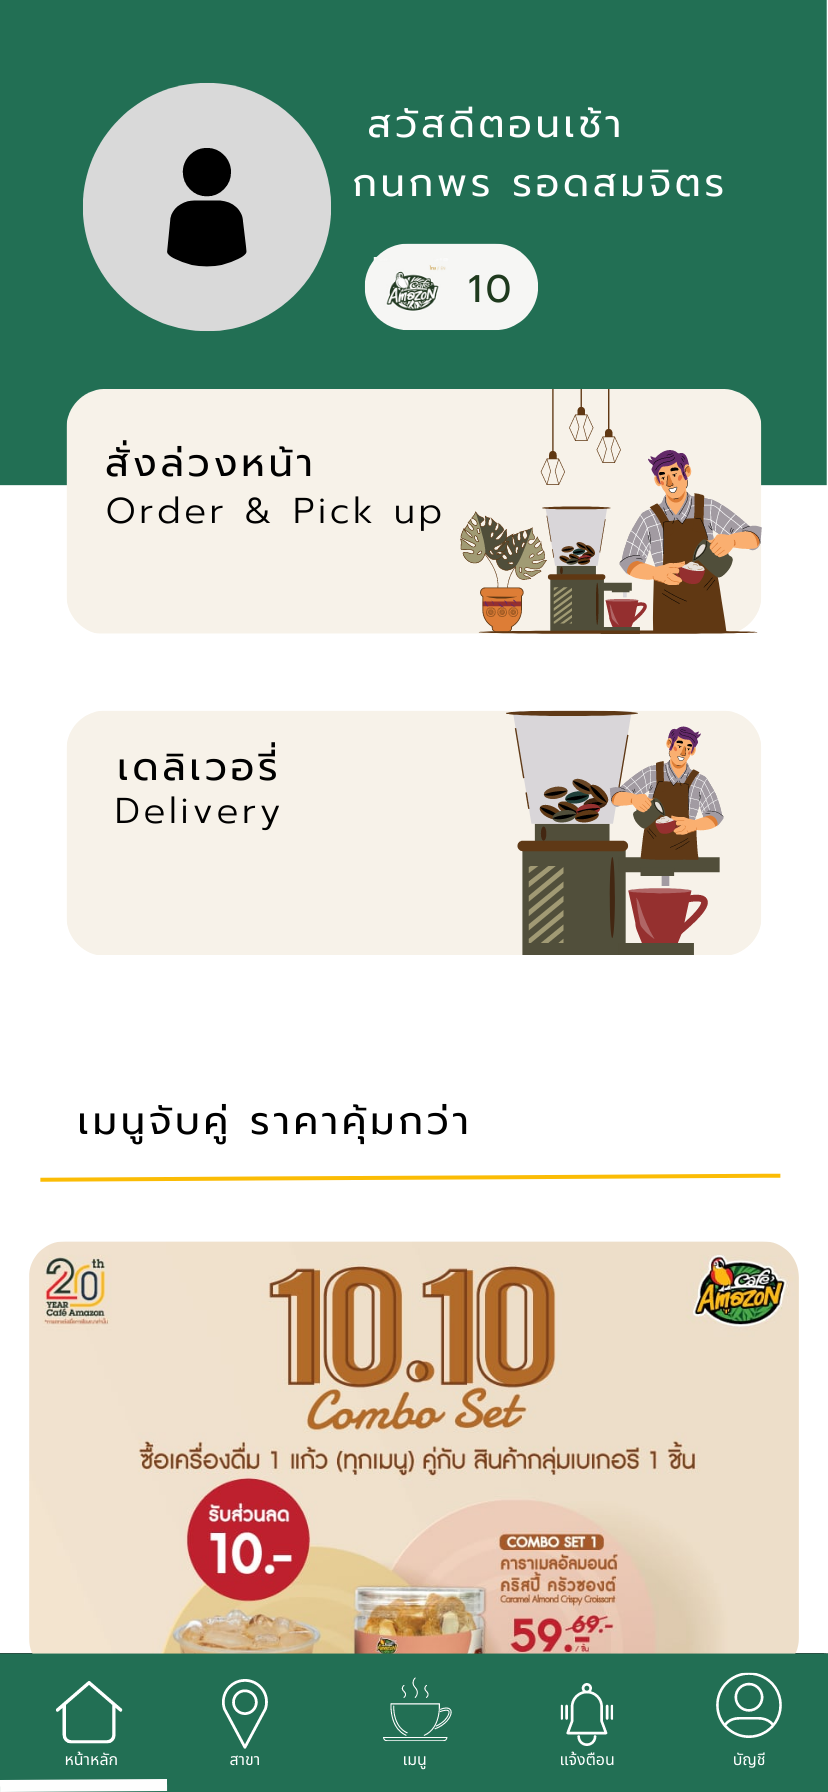 สวัสดีตอนเช้า
กนกพร รอดสมจิตร
Café
AMAZON
10
สั่งล่วงหน้า
Order & Pick up
เดลิเวอรี่
Delivery
เมนูจับคู่ ราคาคุ้มกว่า
20th
YEAR
Café Amazon
Café
AMAZON
10.10
Combo Set
ซื้อเครื่องดื่ม 1 แก้ว (ทุกเมนู) คู่กับ สินค้ากลุ่มเบเกอรี 1 ชิ้น
รับส่วนลด
10.-
COMBO SET 1
คาราเมลอัลมอนด์
คริสปี้ ครัวซองต์
Caramel Almond Crispy Croissant
69.-
59.-
/ ชิ้น
หน้าหลัก
สาขา
เมนู
แจ้งตือน
บัญชี